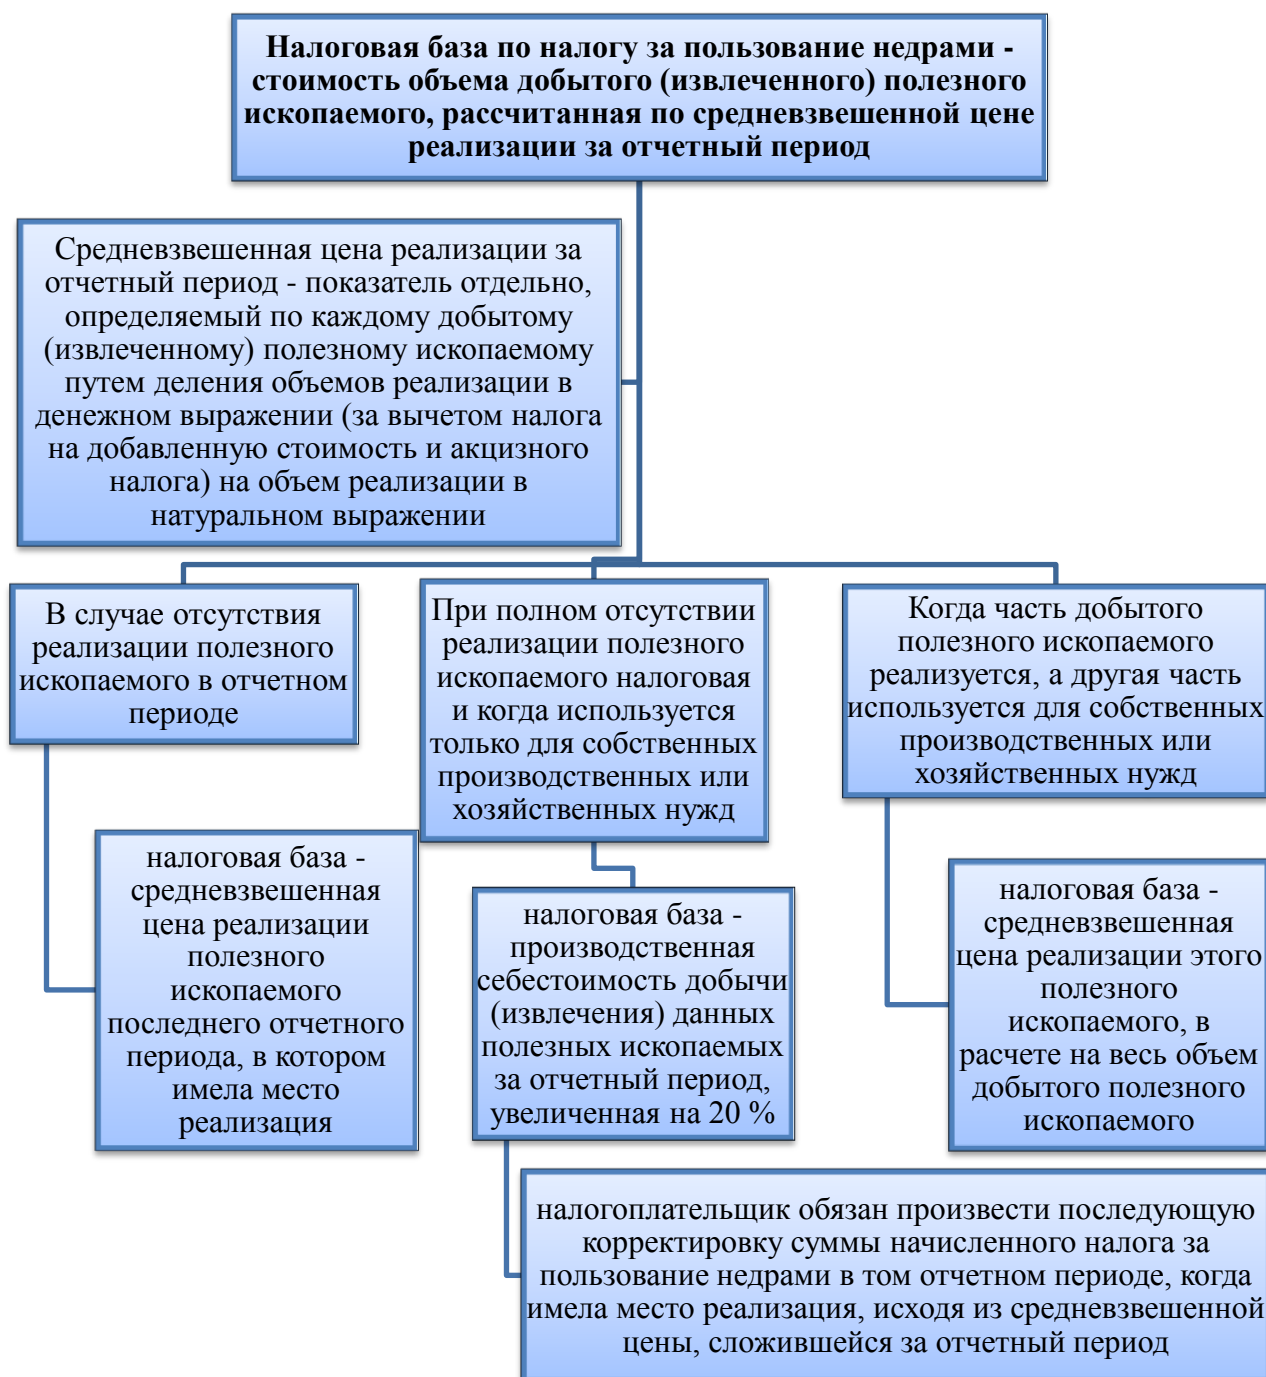 Налоговая база по налогу за пользование недрами -
стоимость объема добытого (извлеченного) полезного
ископаемого, рассчитанная по средневзвешенной цене
реализации за отчетный период
Средневзвешенная цена реализации за
отчетный период - показатель отдельно,
определяемый по каждому добытому
(извлеченному) полезному ископаемому
путем деления объемов реализации в
денежном выражении (за вычетом налога
на добавленную стоимость и акцизного
налога) на объем реализации в
натуральном выражении
В случае отсутствия
реализации полезного
ископаемого в отчетном
периоде
налоговая база -
средневзвешенная
цена реализации
полезного
ископаемого
последнего отчетного
периода, в котором
имела место
реализация
При полном отсутствии
реализации полезного
ископаемого налоговая
и когда используется
только для собственных
производственных или
хозяйственных нужд
налоговая база -
производственная
себестоимость добычи
(извлечения) данных
полезных ископаемых
за отчетный период,
увеличенная на 20 %
налогоплательщик обязан произвести последующую
корректировку суммы начисленного налога за
пользование недрами в том отчетном периоде, когда
имела место реализация, исходя из средневзвешенной
цены, сложившейся за отчетный период
Когда часть добытого
полезного ископаемого
реализуется, а другая часть
используется для собственных
производственных или
хозяйственных нужд
налоговая база -
средневзвешенная
цена реализации этого
полезного
ископаемого, в
расчете на весь объем
добытого полезного
ископаемого